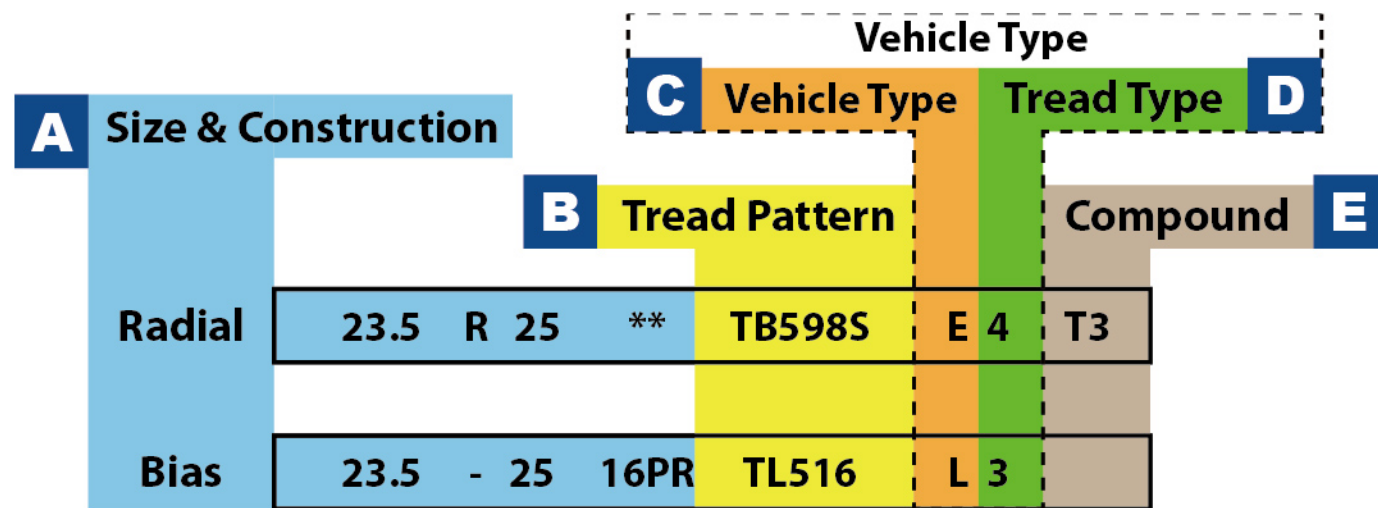 Vehicle Type
C Vehicle Type Tread Type D
A Size & Construction
B Tread Pattern Compound E
Radial 23.5 R 25 ** TB598S E 4 T3
Bias 23.5 - 25 16PR TL516 L 3